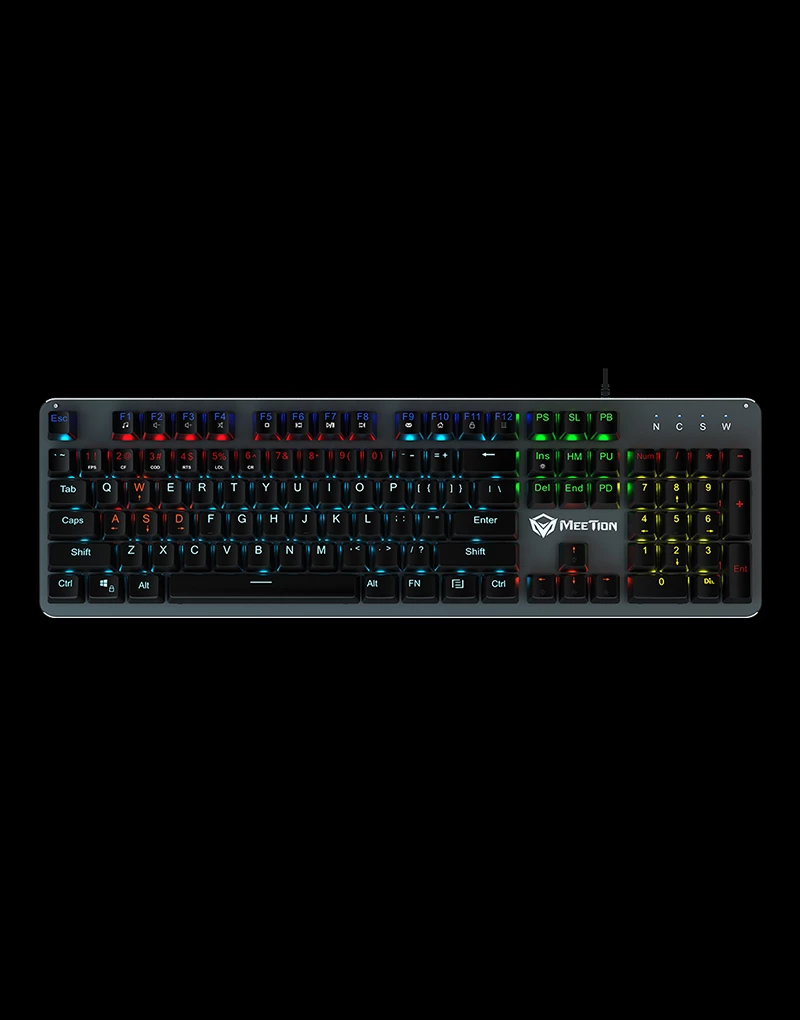 Esc F1 F2 F3 F4 F5 F6 F7 F8 F9 F10 F11 F12 PS SL PB
N C S W
~ 1! 2@ 3# 4$ 5% 6^ 7& 8* 9( 0) - = + Ins HM PU Num / * -
FPS CF COD RTS LOL CR
Tab Q W E R T Y U I O P [ { ] } \ Del End PD 7 8 9 +
Caps A S D F G H J K L : ; ' " Enter MEETION 4 5 6
Shift Z X C V B N M , < . > / ? Shift 1 2 3 Ent
Ctrl Alt Alt FN Ctrl 0